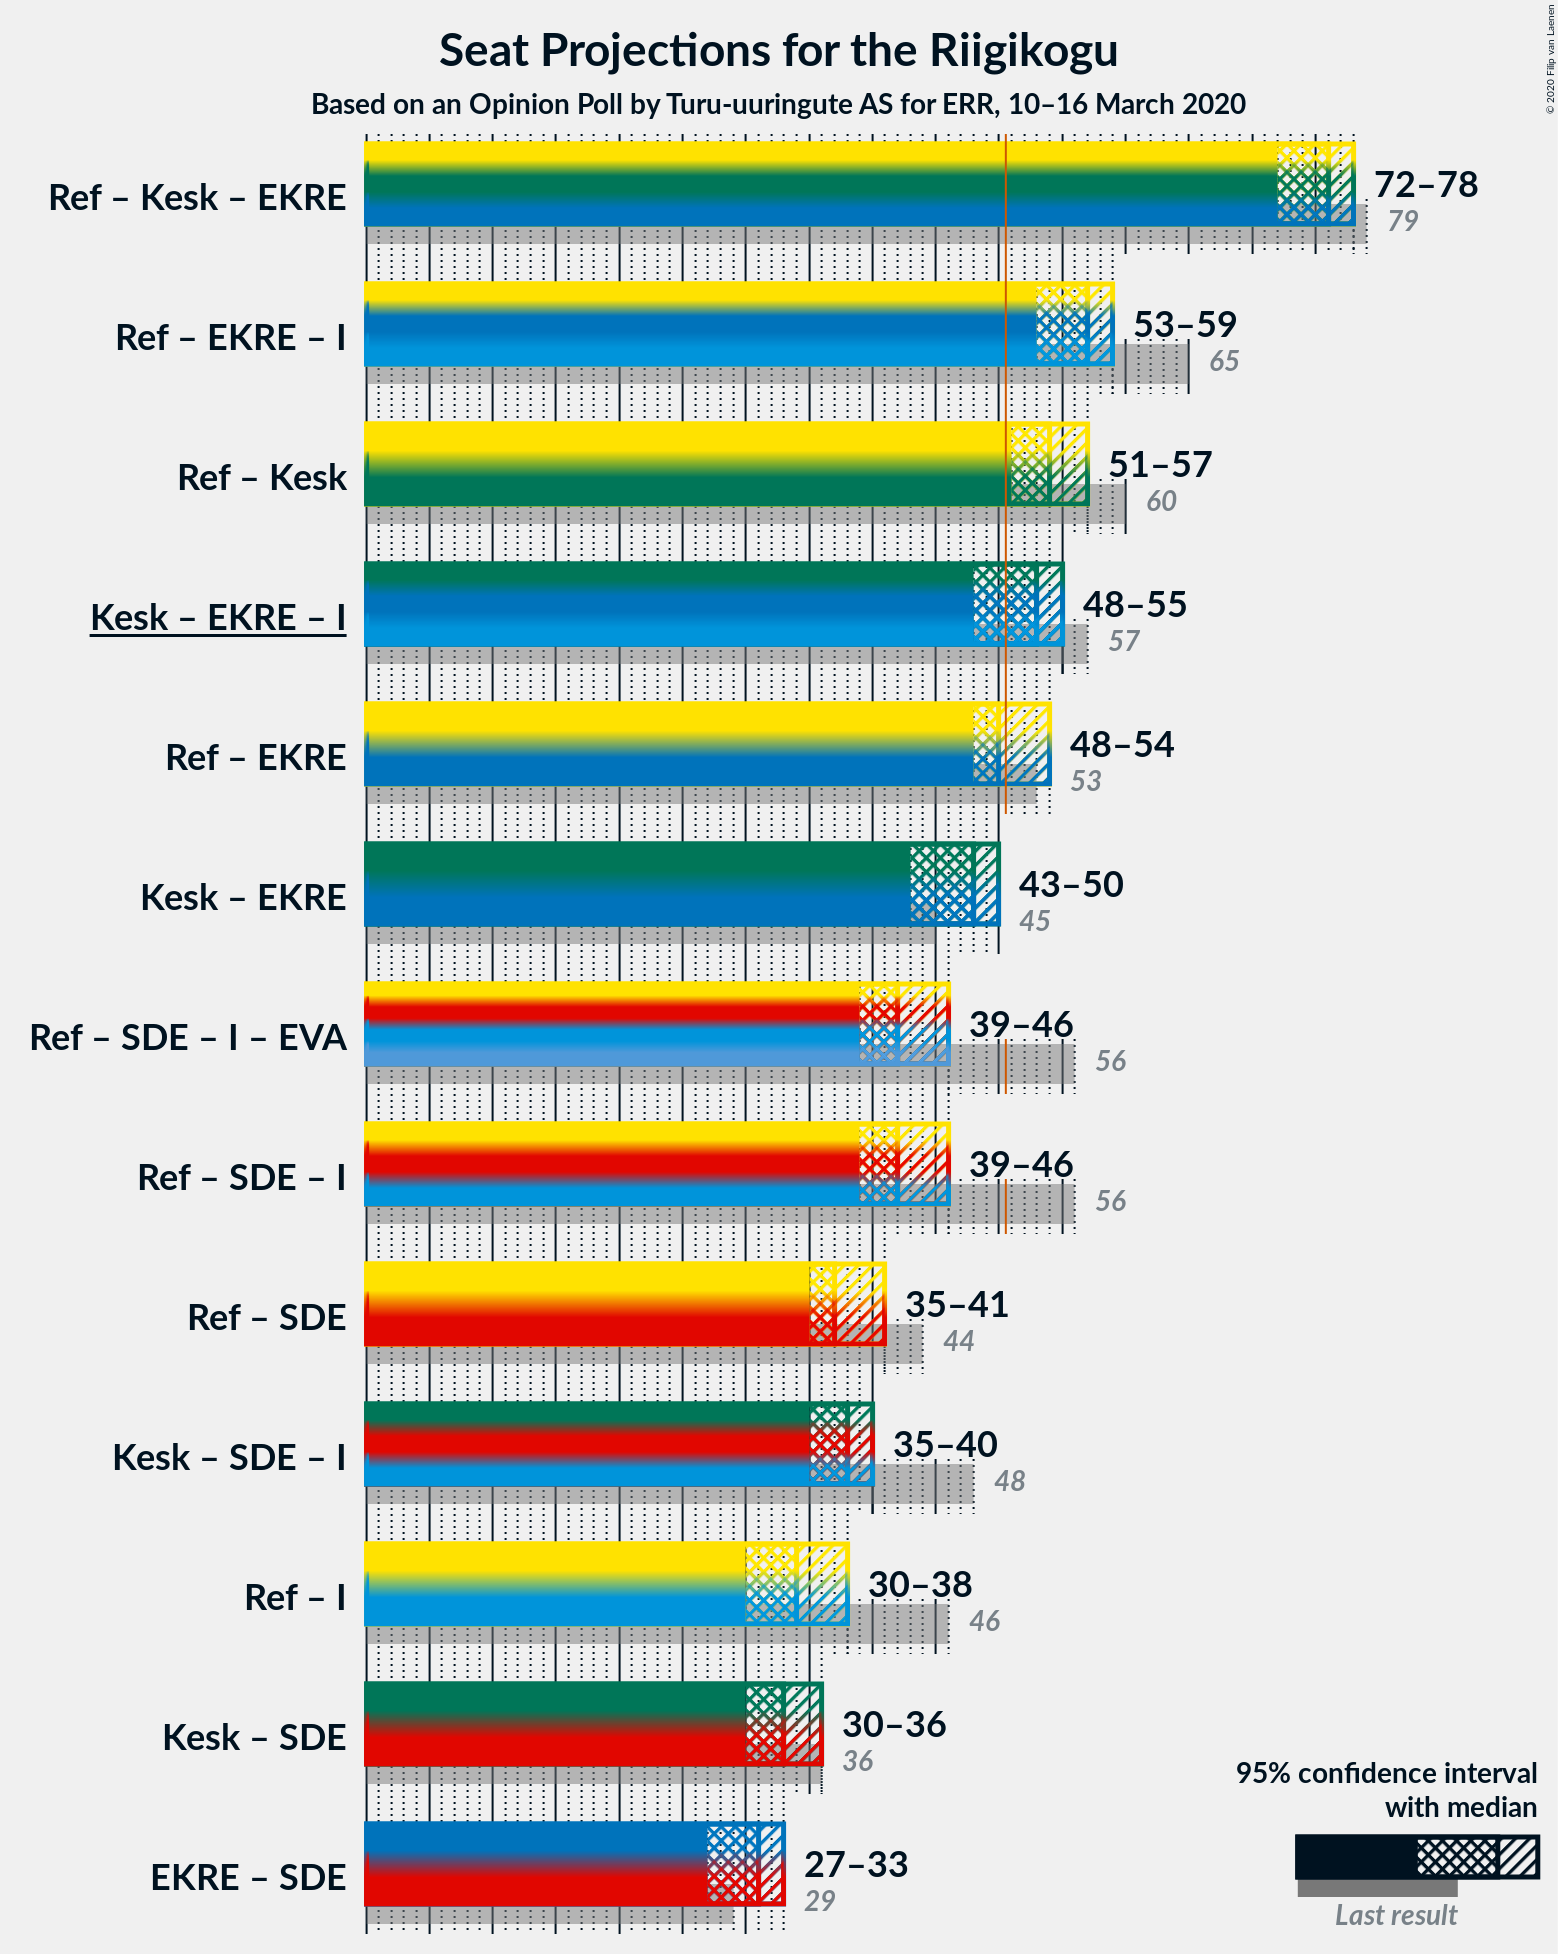 Seat Projections for the Riigikogu
Based on an Opinion Poll by Turu-uuringute AS for ERR, 10–16 March 2020
© 2020 Filip van Laenen
Ref – Kesk – EKRE
72–78
79
Ref – EKRE – I
53–59
65
Ref – Kesk
51–57
60
Kesk – EKRE – I
48–55
57
Ref – EKRE
48–54
53
Kesk – EKRE
43–50
45
Ref – SDE – I – EVA
39–46
56
Ref – SDE – I
39–46
56
Ref – SDE
35–41
44
Kesk – SDE – I
35–40
48
Ref – I
30–38
46
Kesk – SDE
30–36
36
EKRE – SDE
27–33
29
95% confidence interval
with median
Last result